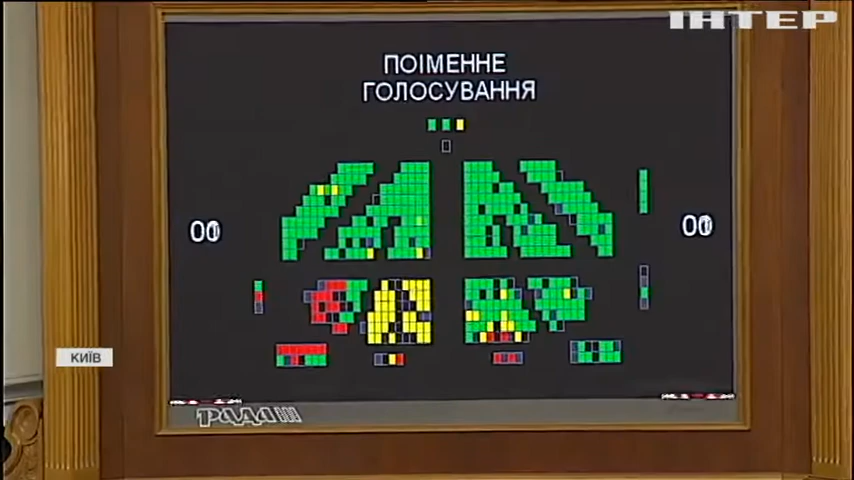 ІНТЕР
ПОІМЕННЕ
ГОЛОСУВАННЯ
00
00
КИЇВ
РАДА